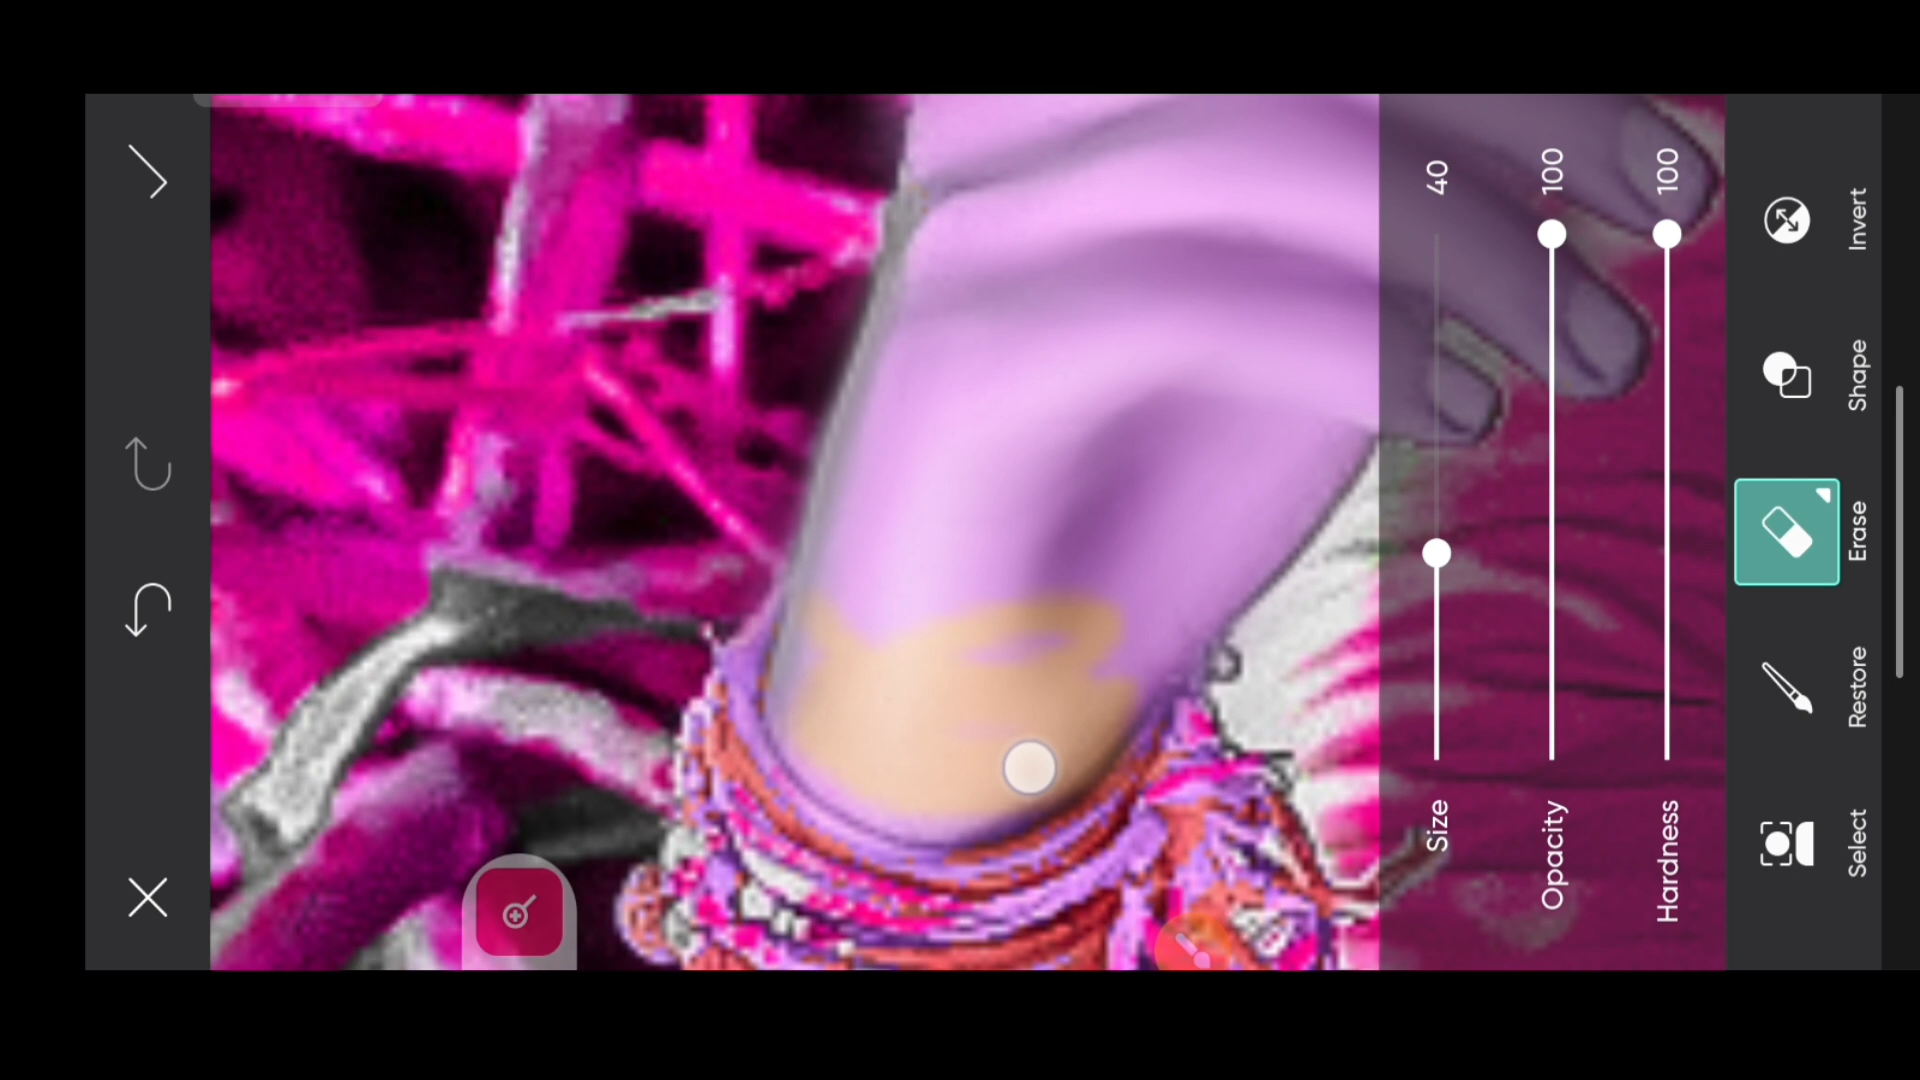 40
Size
100
Opacity
100
Hardness
Select
Restore
Erase
Shape
Invert